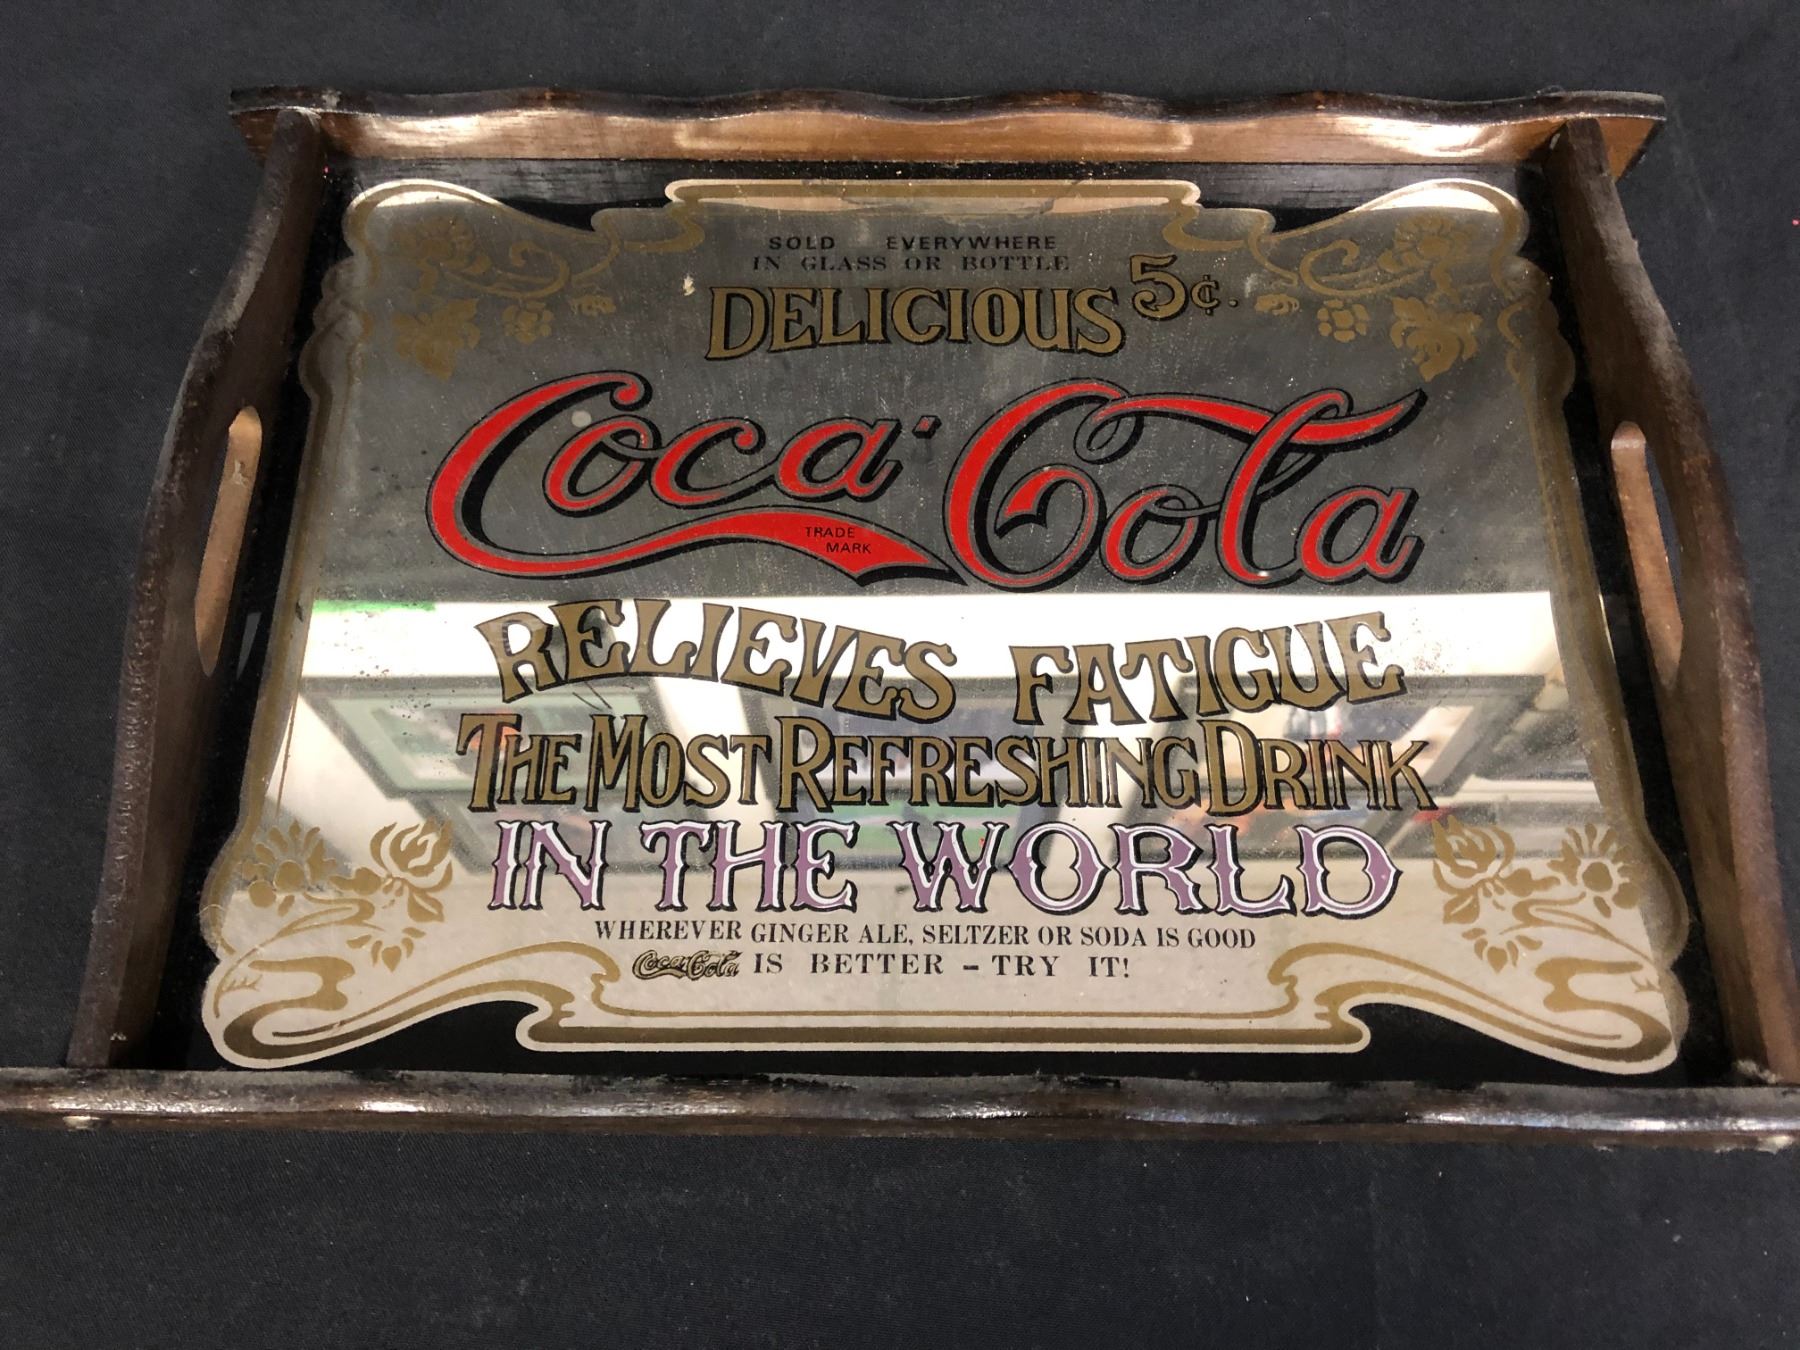 SOLD EVERYWHERE
IN GLASS OR BOTTLE
DELICIOUS 5¢.
Coca-Cola
TRADE
MARK
RELIEVES FATIGUE
THE MOST REFRESHING DRINK
IN THE WORLD
WHEREVER GINGER ALE, SELTZER OR SODA IS GOOD
Coca-Cola IS BETTER - TRY IT!